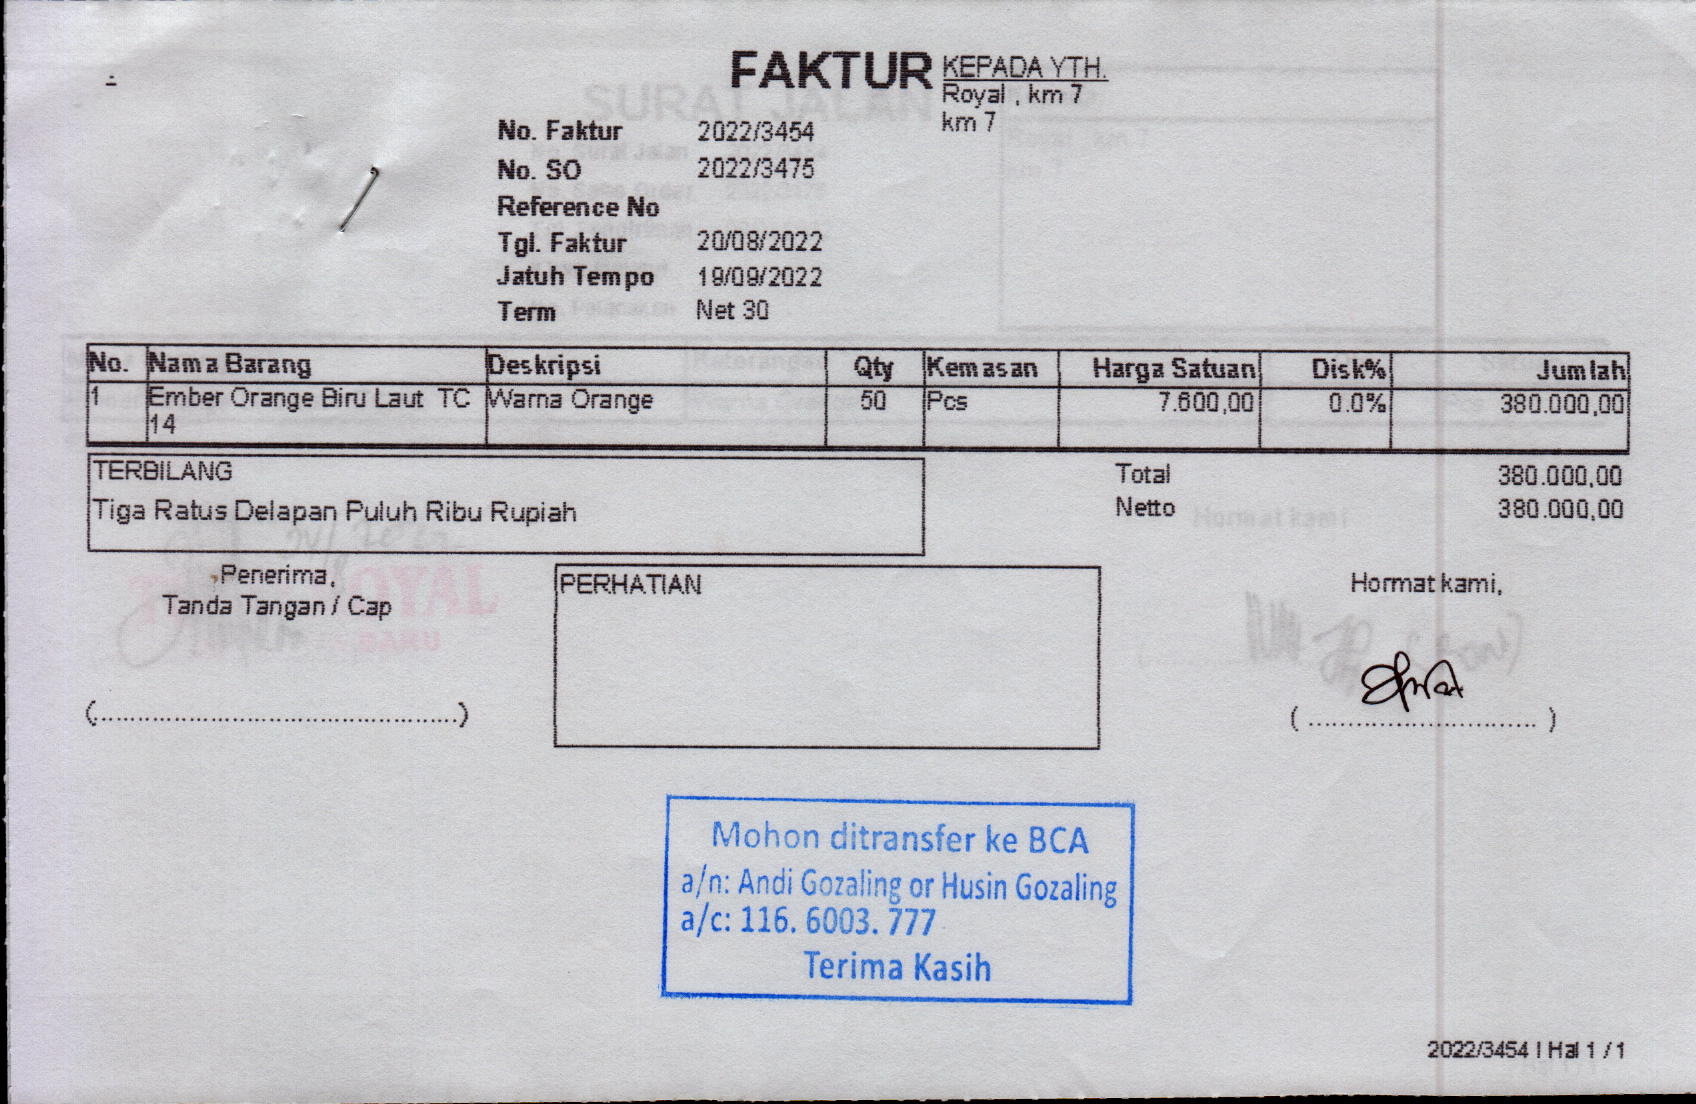 FAKTUR
KEPADA YTH.
Royal , km 7
km 7
No. Faktur 2022/3454
No. SO 2022/3475
Reference No
Tgl. Faktur 20/08/2022
Jatuh Tempo 19/09/2022
Term Net 30
No. Nama Barang Deskripsi Qty Kemasan Harga Satuan Disk% Jumlah
1 Ember Orange Biru Laut TC Warna Orange 50 Pcs 7.600,00 0.0% 380.000,00
14
TERBILANG
Tiga Ratus Delapan Puluh Ribu Rupiah
Total 380.000,00
Netto 380.000,00
Penerima,
Tanda Tangan / Cap
(..................................................)
PERHATIAN
Hormat kami,
( ............................. )
Mohon ditransfer ke BCA
a/n: Andi Gozaling or Husin Gozaling
a/c: 116. 6003. 777
Terima Kasih
2022/3454 | Hal 1 / 1